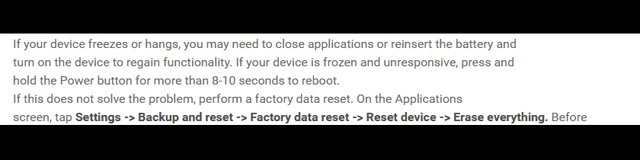 If your device freezes or hangs, you may need to close applications or reinsert the battery and
turn on the device to regain functionality. If your device is frozen and unresponsive, press and
hold the Power button for more than 8-10 seconds to reboot.
If this does not solve the problem, perform a factory data reset. On the Applications
screen, tap Settings -> Backup and reset -> Factory data reset -> Reset device -> Erase everything. Before